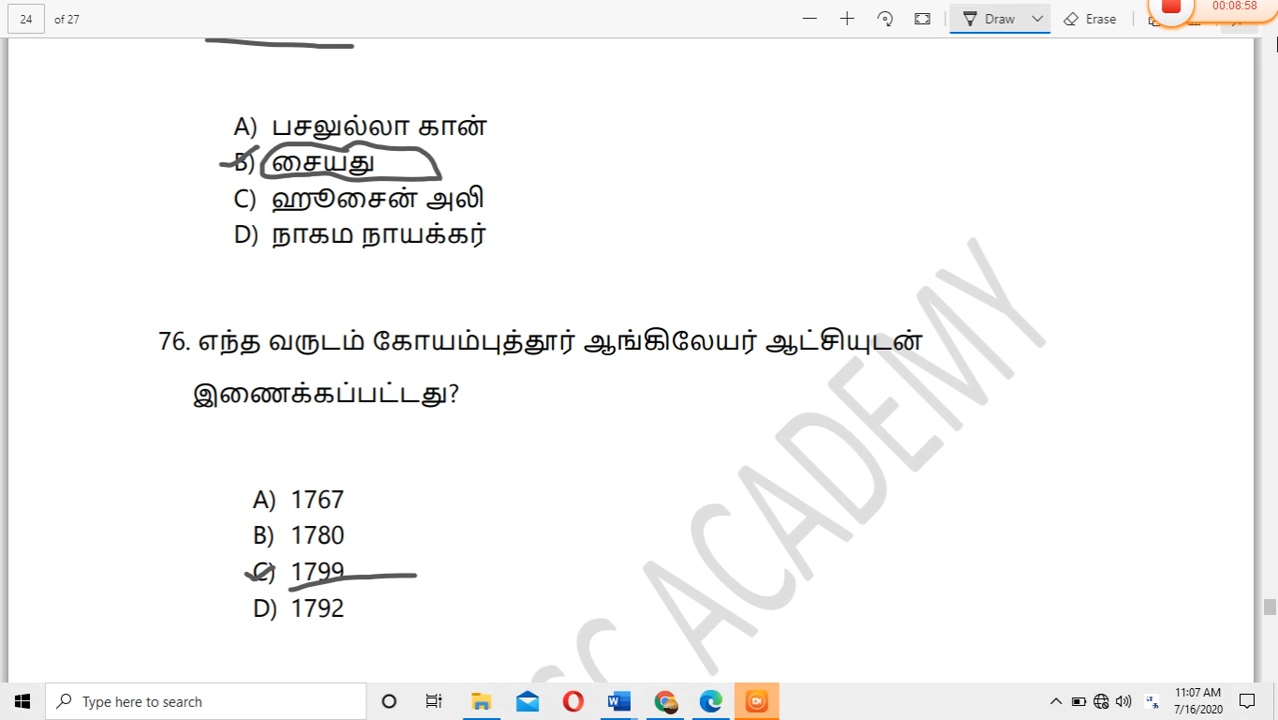 24 of 27
Draw
Erase
00:08:58
A) பசலுல்லா கான்
B) சையது
C) ஹூசைன் அலி
D) நாகம நாயக்கர்
76. எந்த வருடம் கோயம்புத்தூர் ஆங்கிலேயர் ஆட்சியுடன்
இணைக்கப்பட்டது?
A) 1767
B) 1780
C) 1799
D) 1792
SC ACADEMY
Type here to search
11:07 AM
7/16/2020